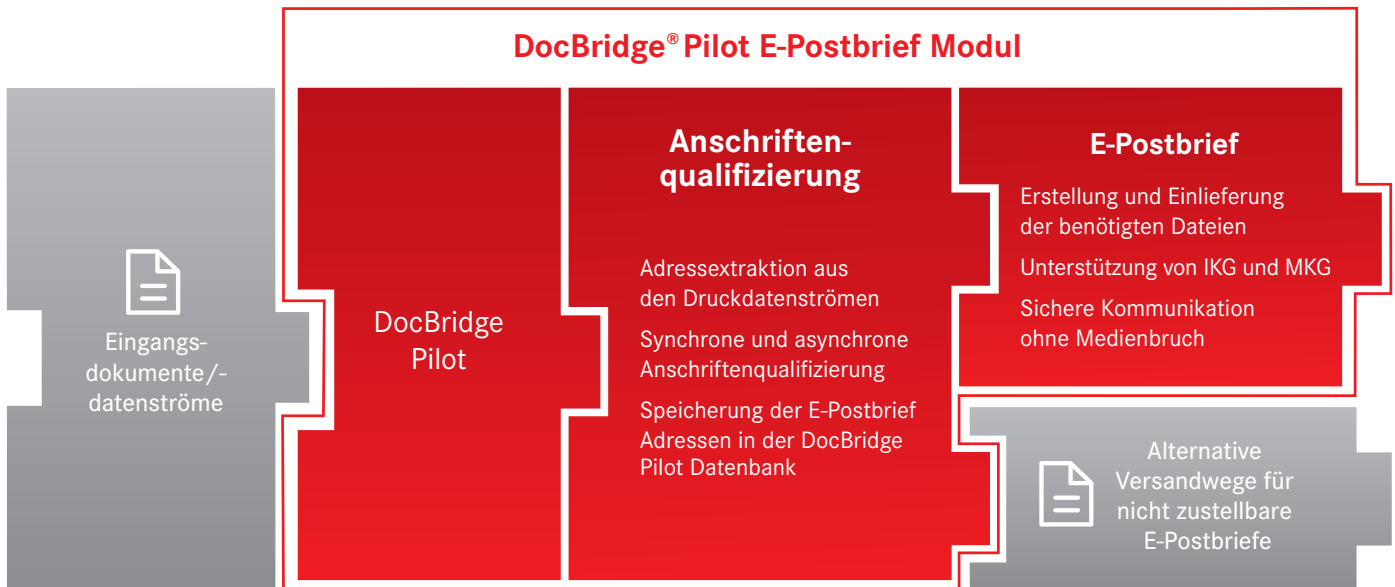 DocBridge® Pilot E-Postbrief Modul
Eingangs-
dokumente/-
datenströme
DocBridge
Pilot
Anschriften-
qualifizierung
Adressextraktion aus
den Druckdatenströmen
Synchrone und asynchrone
Anschriftenqualifizierung
Speicherung der E-Postbrief
Adressen in der DocBridge
Pilot Datenbank
E-Postbrief
Erstellung und Einlieferung
der benötigten Dateien
Unterstützung von IKG und MKG
Sichere Kommunikation
ohne Medienbruch
Alternative
Versandwege für
nicht zustellbare
E-Postbriefe